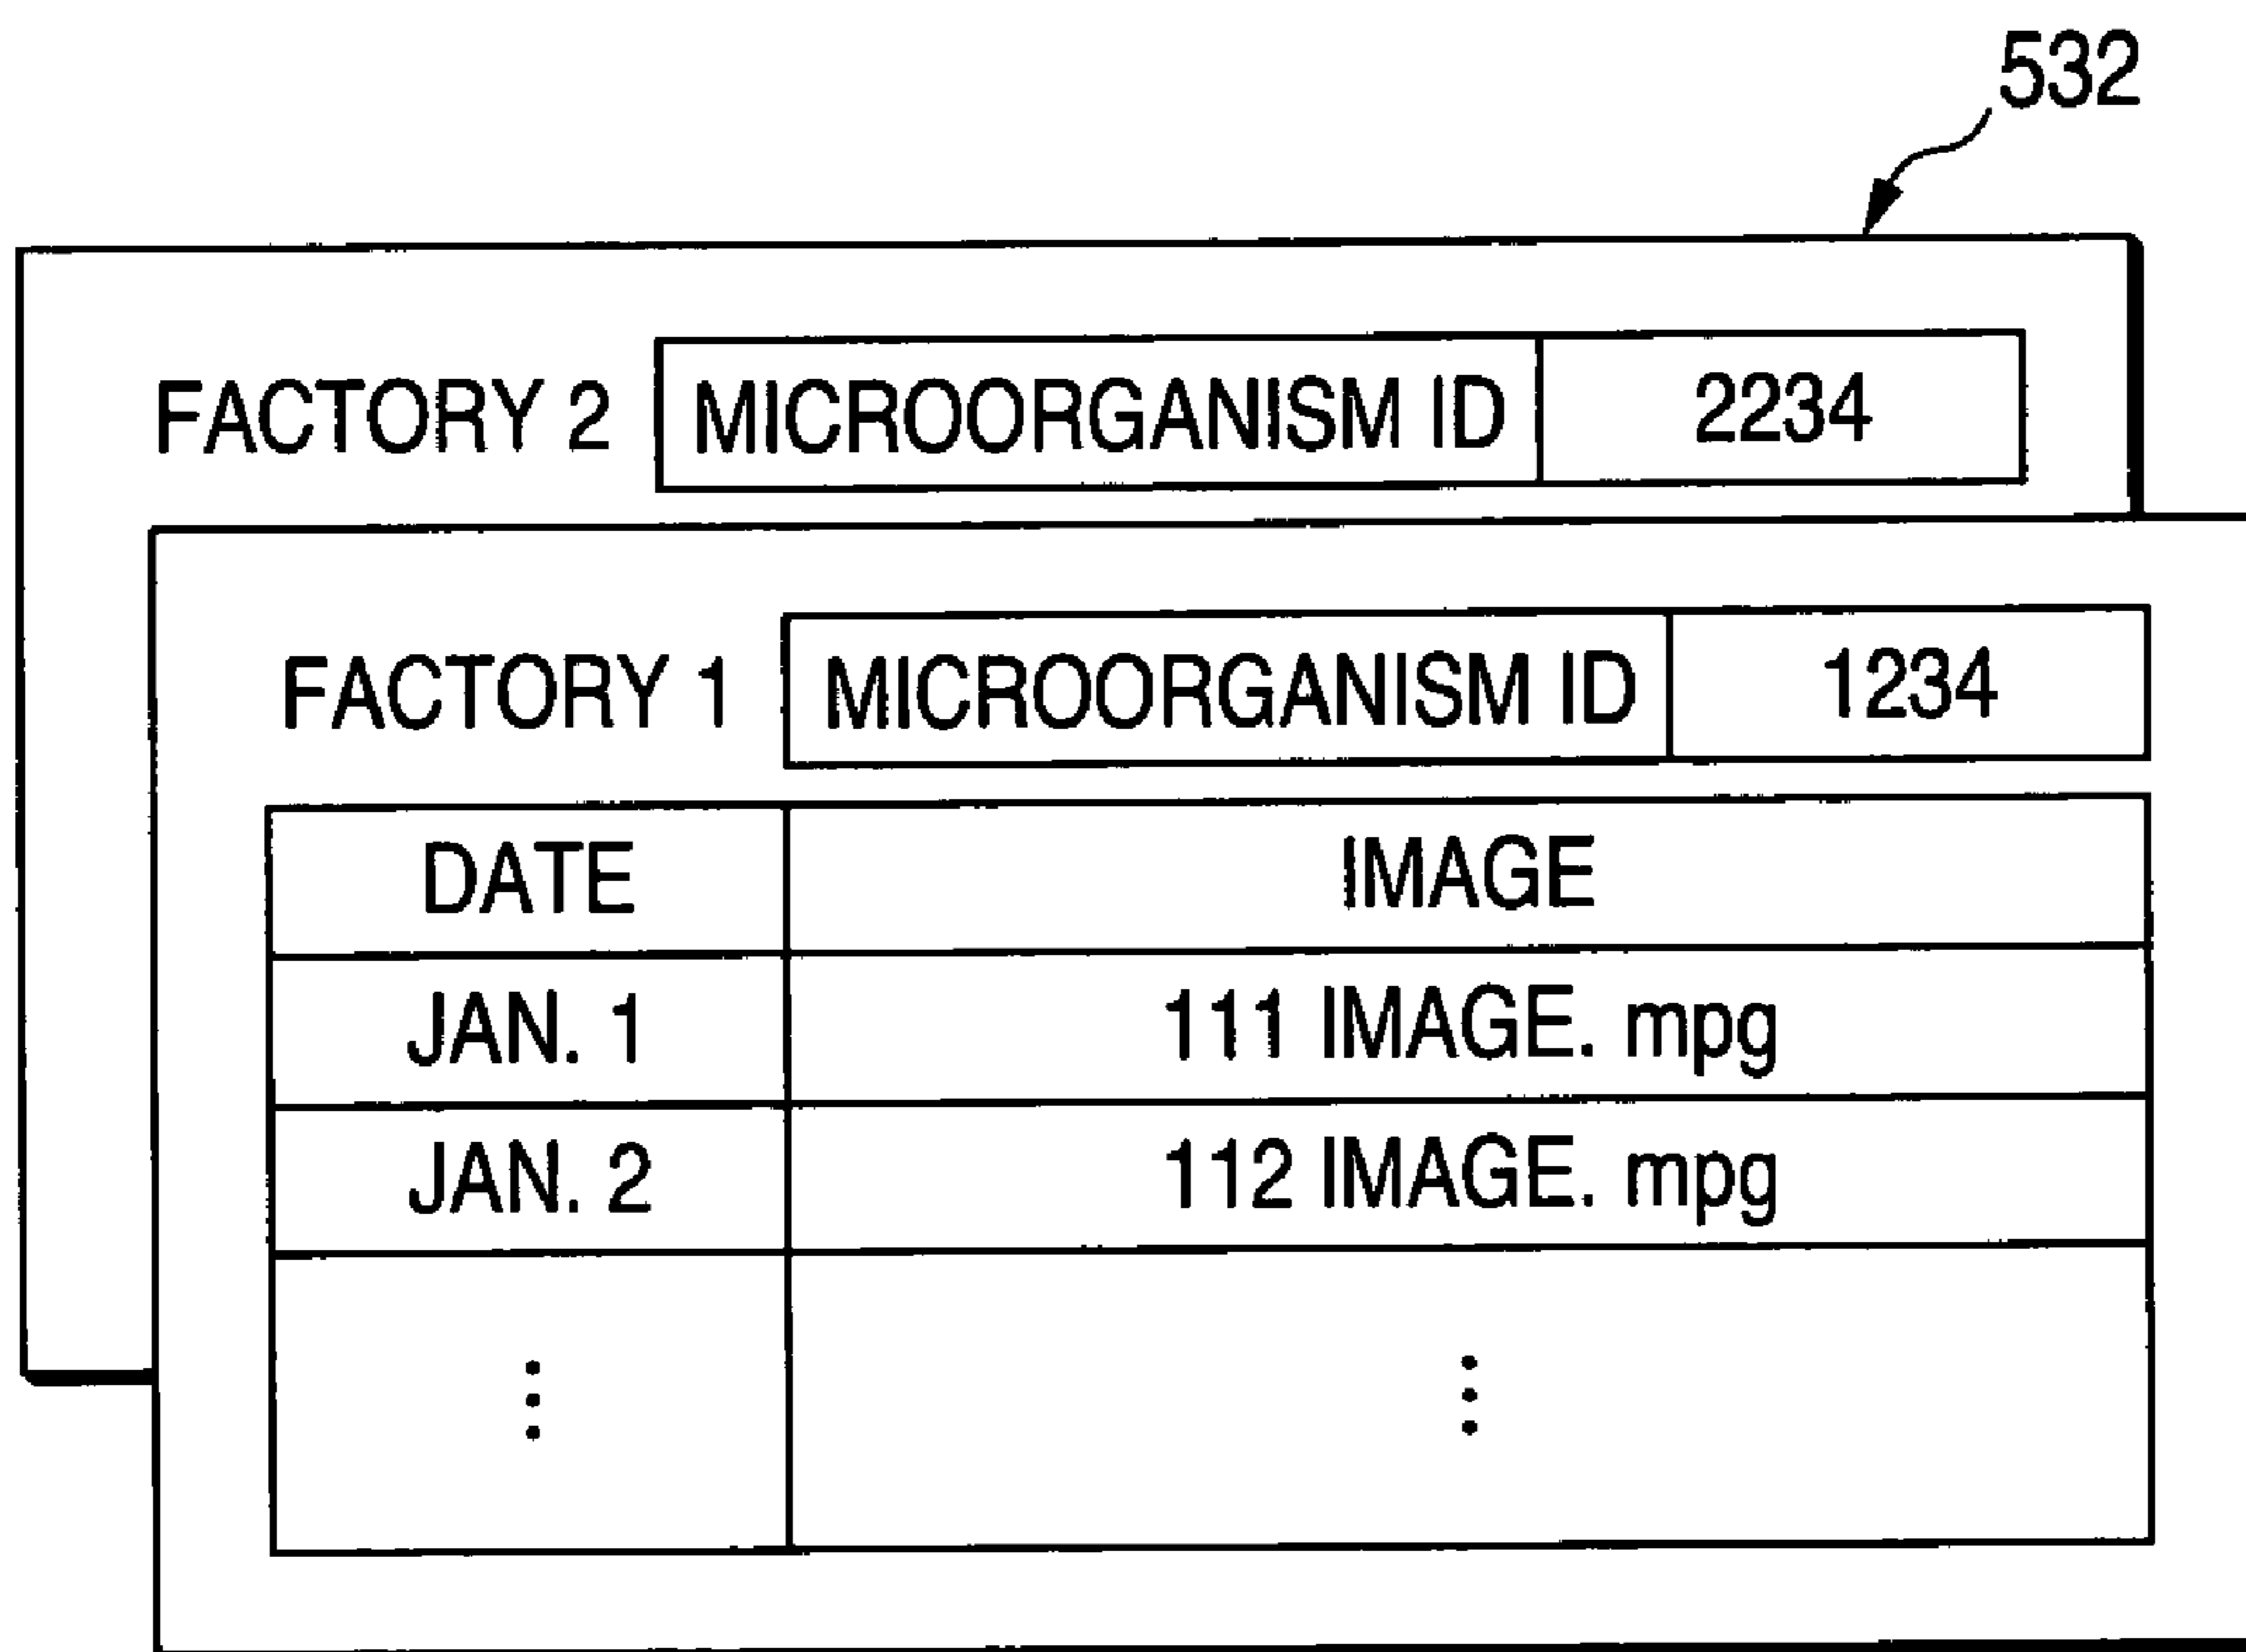 532
FACTORY 2 MICROORGANISM ID 2234
FACTORY 1 MICROORGANISM ID 1234
DATE IMAGE
JAN. 1 111 IMAGE. mpg
JAN. 2 112 IMAGE. mpg